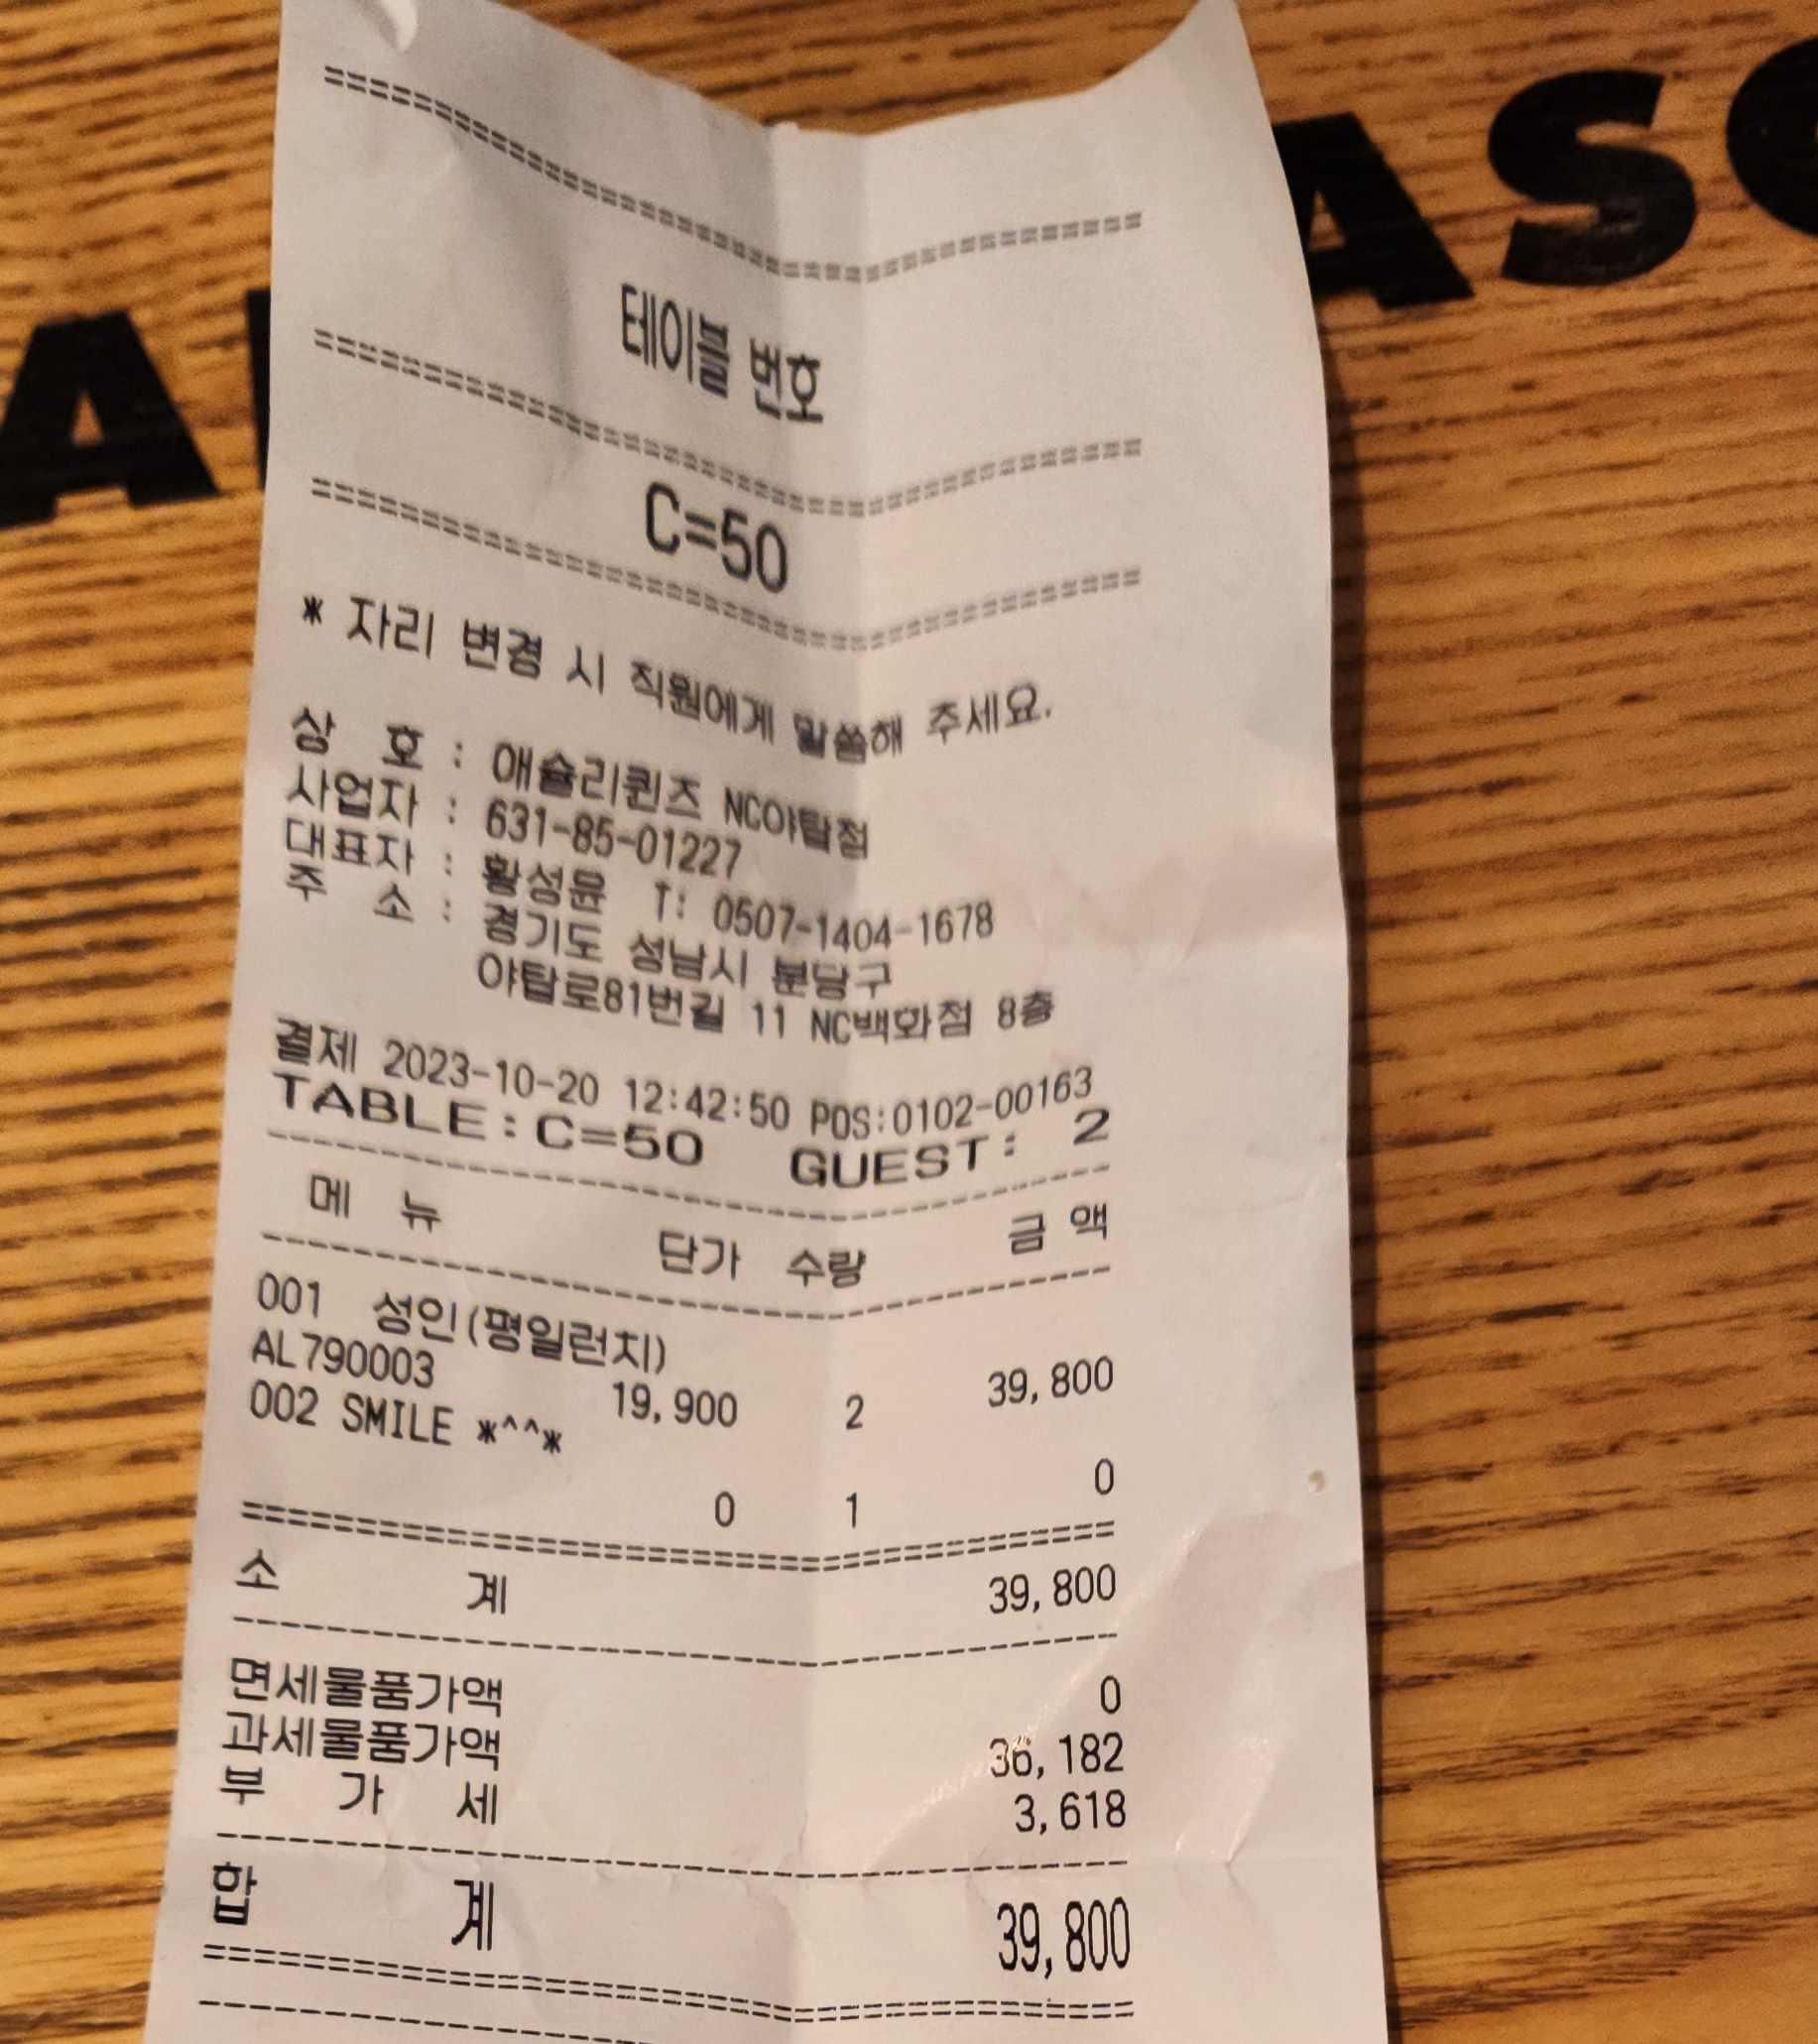 테이블 번호
C=50
* 자리 변경 시 직원에게 말씀해 주세요.
상 호 : 애슐리퀸즈 NC야탑점
사업자 : 631-85-01227
대표자 : 황성윤 T: 0507-1404-1678
주 소 : 경기도 성남시 분당구
야탑로81번길 11 NC백화점 8층
결제 2023-10-20 12:42:50 POS:0102-00163
TABLE:C=50 GUEST: 2
메 뉴 단가 수량 금 액
001 성인(평일런치)
AL790003 19,900 2 39,800
002 SMILE *^^*
0 1 0
소 계 39,800
면세물품가액 0
과세물품가액 36,182
부 가 세 3,618
합 계 39,800